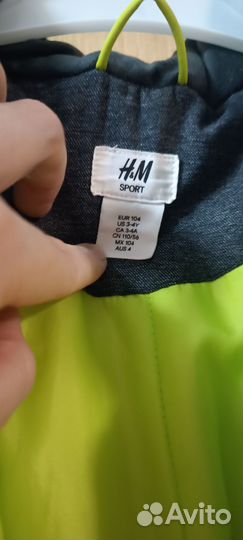 H&M
SPORT
EUR 104
US 3-4Y
CA 3-4A
CN 110/56
MX 104
AUS 4
Avito